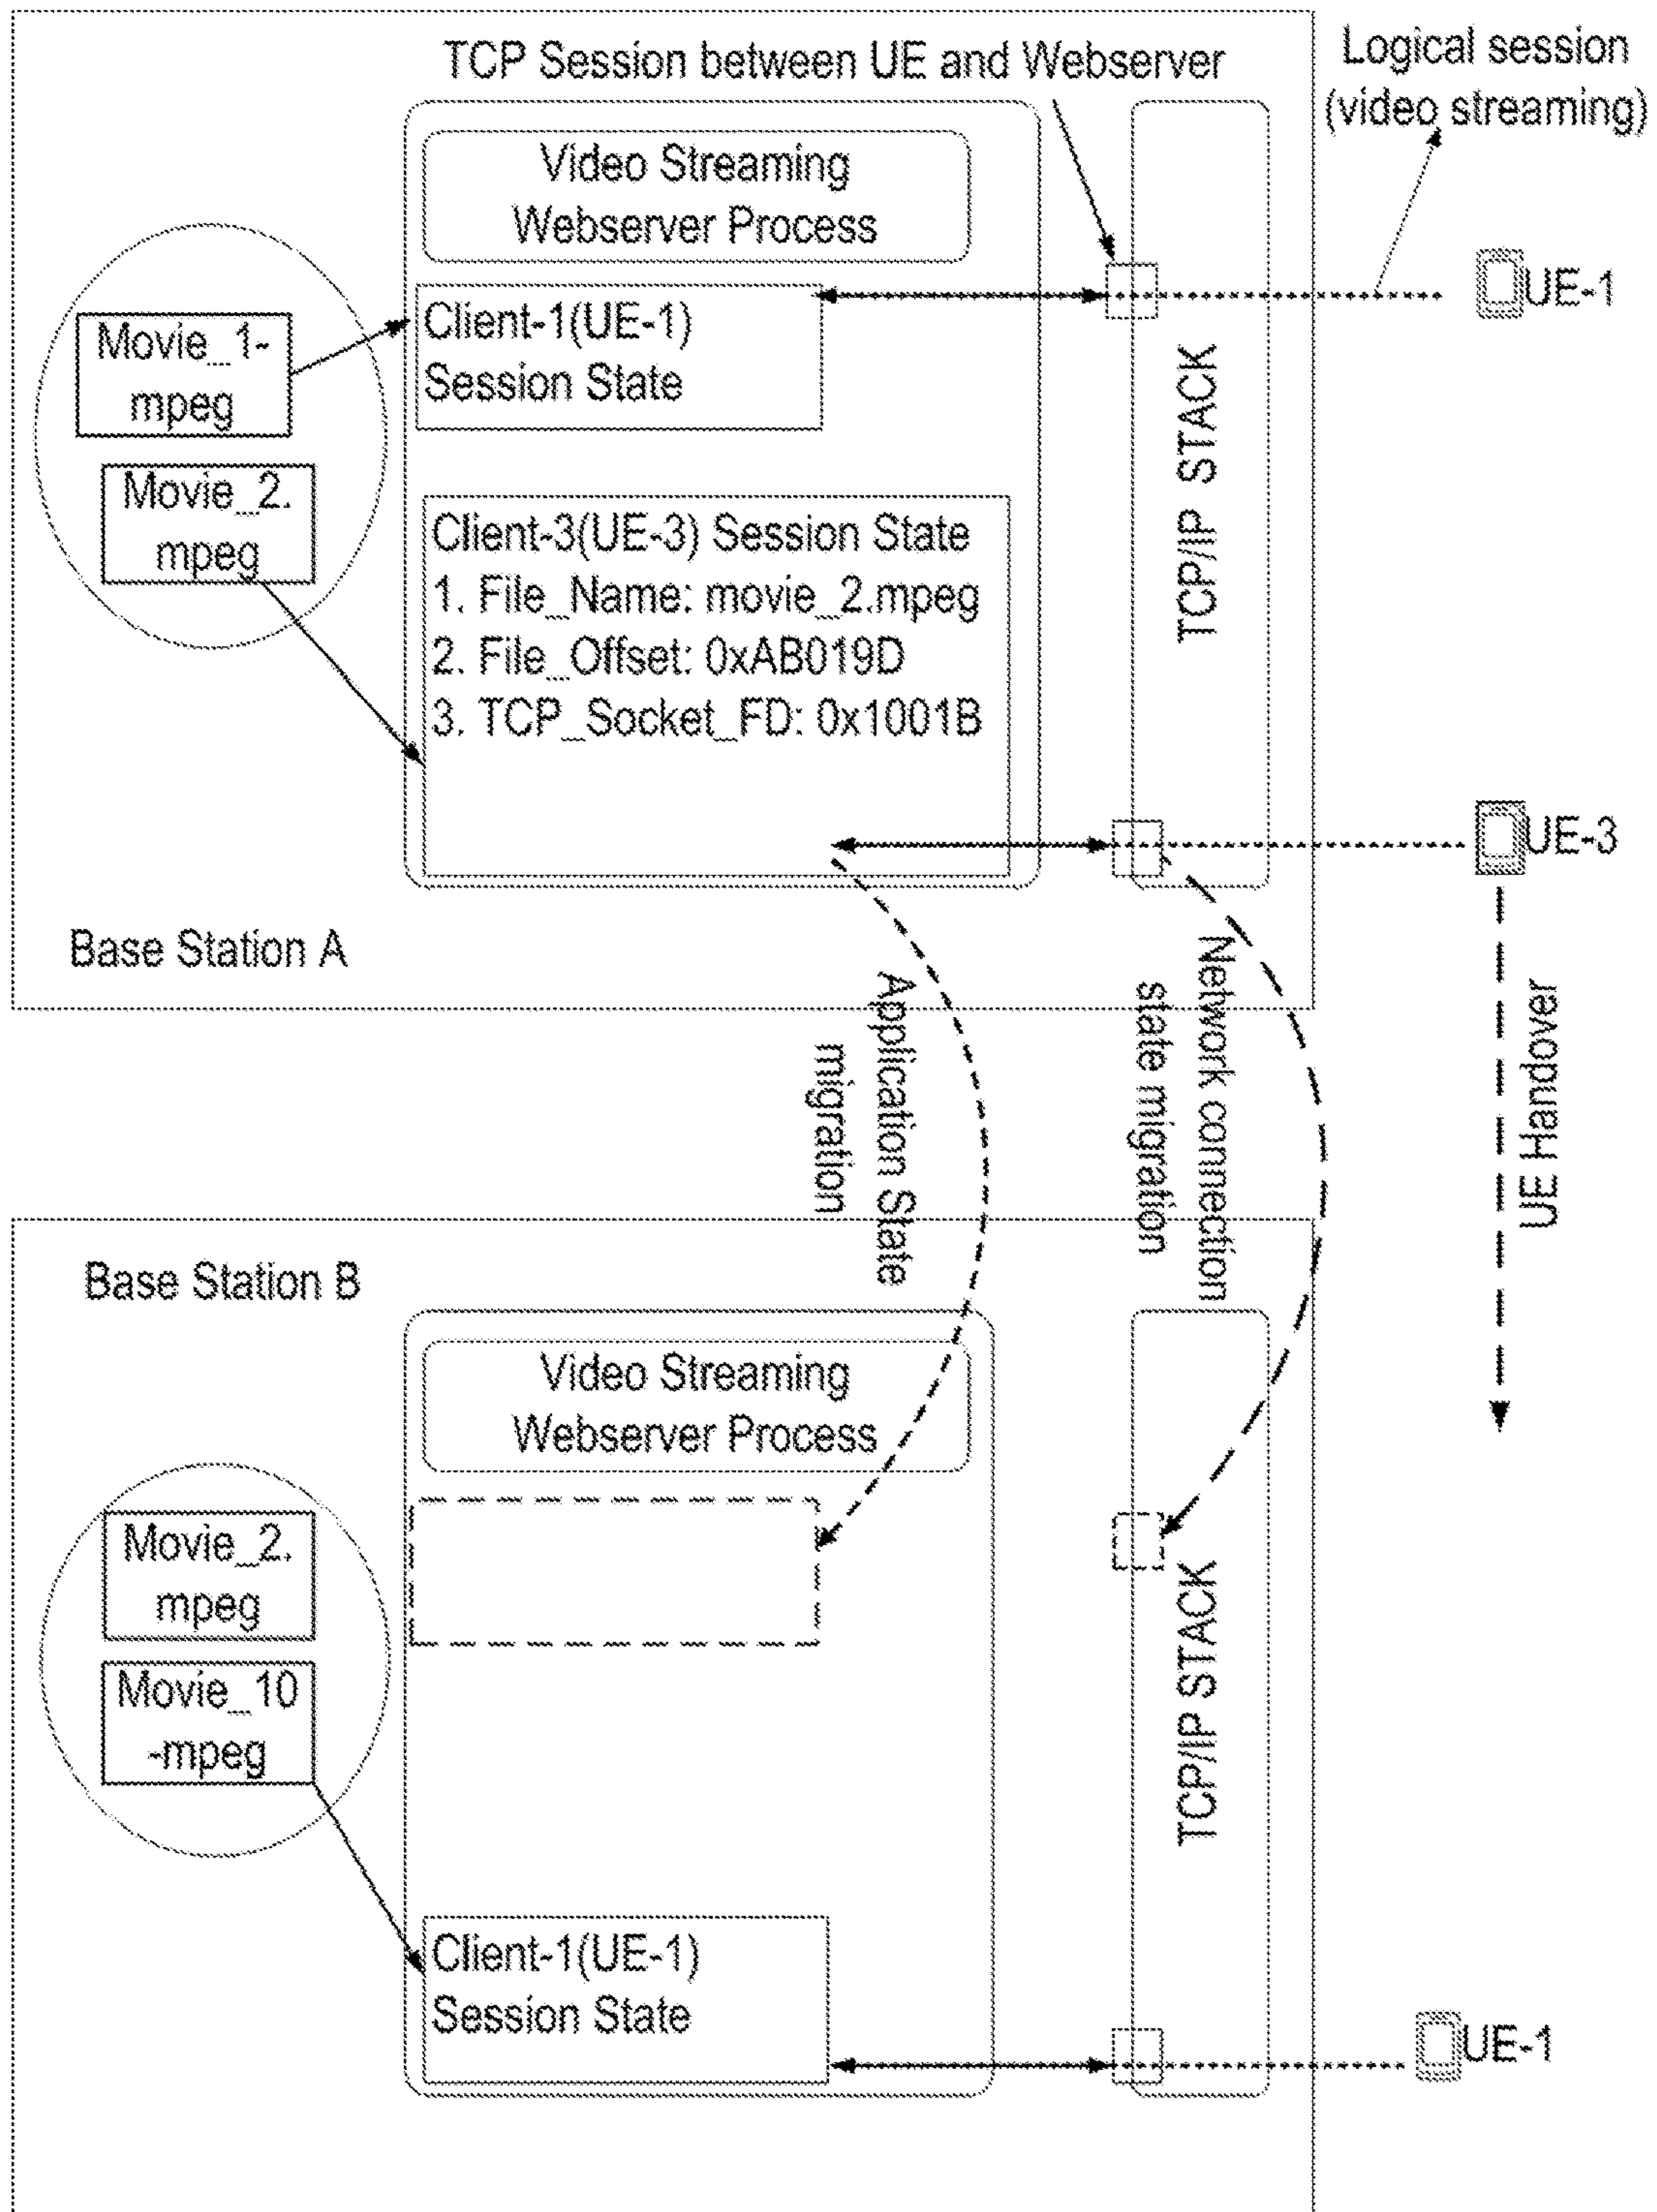 TCP Session between UE and Webserver
Logical session
(video streaming)
Video Streaming
Webserver Process
Client-1(UE-1)
Session State
Movie_1-
mpeg
Movie_2.
mpeg
Client-3(UE-3) Session State
1. File_Name: movie_2.mpeg
2. File_Offset: 0xAB019D
3. TCP_Socket_FD: 0x1001B
TCP/IP STACK
UE-1
UE-3
Base Station A
Application State
migration
Network connection
state migration
UE Handover
Base Station B
Video Streaming
Webserver Process
Movie_2.
mpeg
Movie_10
-mpeg
TCP/IP STACK
Client-1(UE-1)
Session State
UE-1